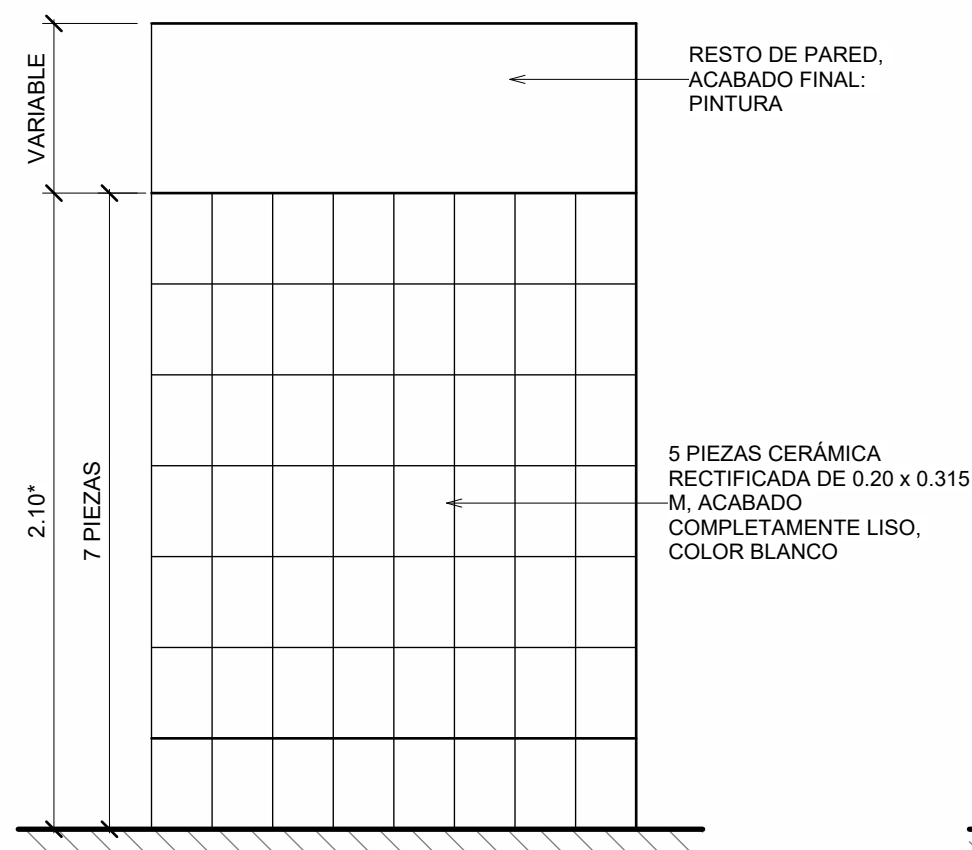 VARIABLE
RESTO DE PARED,
ACABADO FINAL:
PINTURA
2.10*
7 PIEZAS
5 PIEZAS CERÁMICA
RECTIFICADA DE 0.20 x 0.315
M, ACABADO
COMPLETAMENTE LISO,
COLOR BLANCO